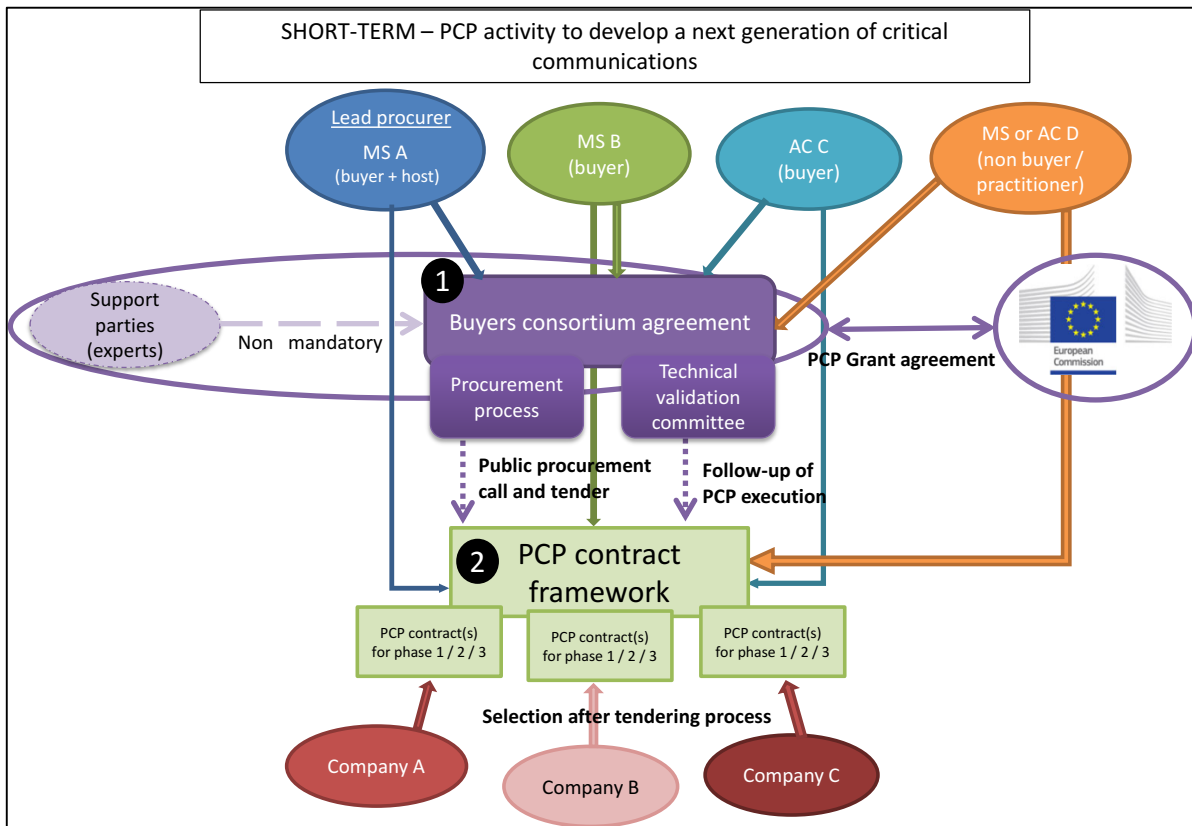 SHORT-TERM – PCP activity to develop a next generation of critical
communications
Lead procurer
MS A
(buyer + host)
MS B
(buyer)
AC C
(buyer)
MS or AC D
(non buyer /
practitioner)
1
Support
parties
(experts)
Non mandatory
Buyers consortium agreement
PCP Grant agreement
European
Commission
Procurement
process
Technical
validation
committee
Public procurement
call and tender
Follow-up of
PCP execution
2
PCP contract
framework
PCP contract(s)
for phase 1 / 2 / 3
PCP contract(s)
for phase 1 / 2 / 3
PCP contract(s)
for phase 1 / 2 / 3
Selection after tendering process
Company A
Company B
Company C